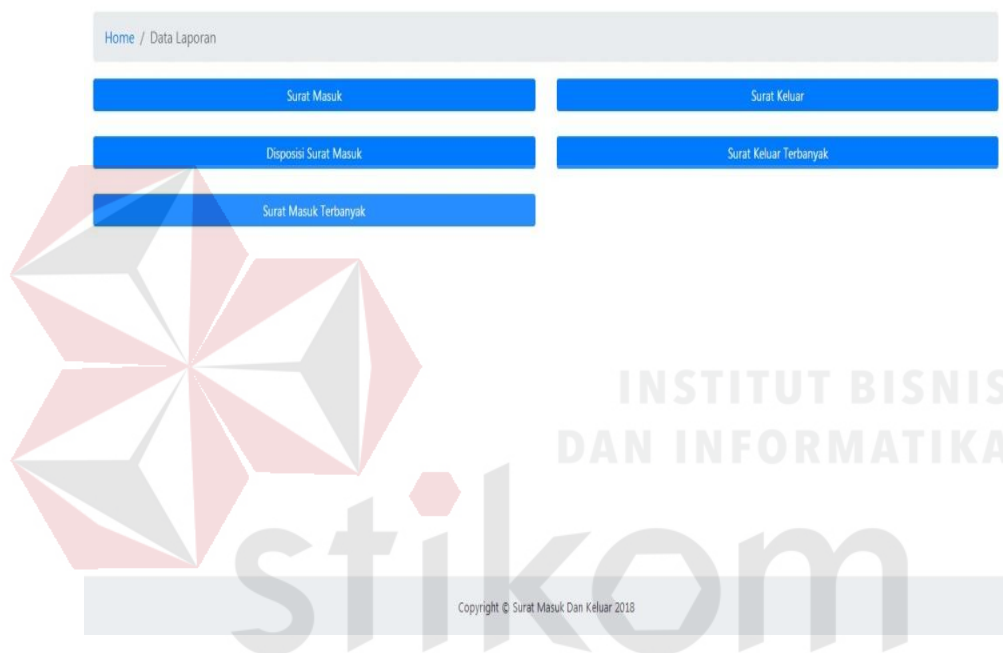 Home / Data Laporan
Surat Masuk
Surat Keluar
Disposisi Surat Masuk
Surat Keluar Terbanyak
Surat Masuk Terbanyak
INSTITUT BISNIS
DAN INFORMATIKA
stikom
Copyright © Surat Masuk Dan Keluar 2018